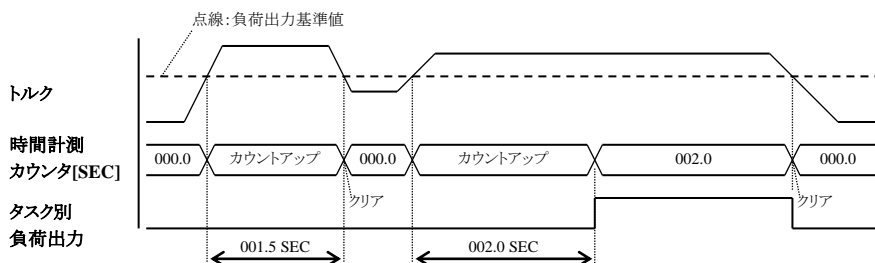 点線：負荷出力基準値
トルク
時間計測
カウンタ[SEC]
000.0 カウントアップ 000.0 カウントアップ 002.0 000.0
クリア クリア
タスク別
負荷出力
001.5 SEC 002.0 SEC